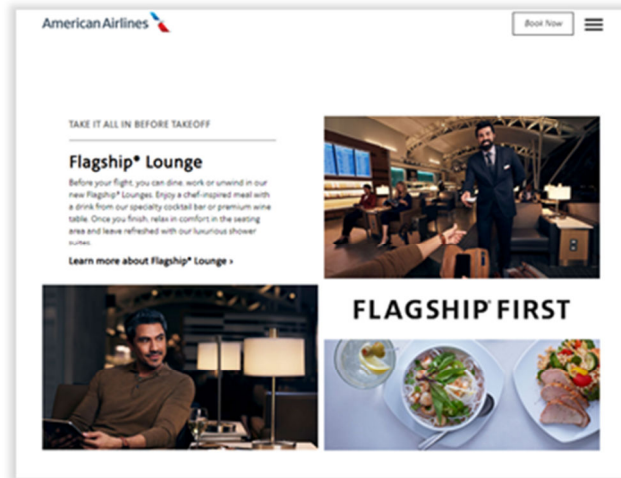 American Airlines
Book Now
TAKE IT ALL IN BEFORE TAKEOFF
Flagship® Lounge
Before your flight, you can dine, work or unwind in our
new Flagship® Lounges. Enjoy a chef-inspired meal with
a drink from our specialty cocktail bar or premium wine
table. Once you finish, relax in comfort in the seating
area and leave refreshed with our luxurious shower
suites.
Learn more about Flagship® Lounge ›
FLAGSHIP® FIRST